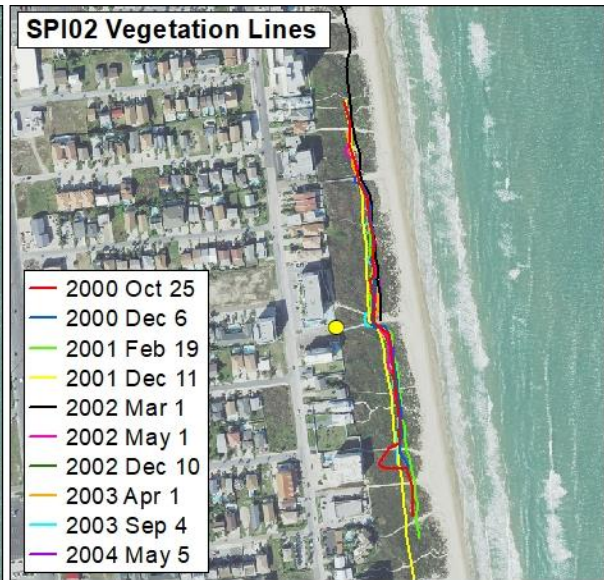 SPI02 Vegetation Lines
2000 Oct 25
2000 Dec 6
2001 Feb 19
2001 Dec 11
2002 Mar 1
2002 May 1
2002 Dec 10
2003 Apr 1
2003 Sep 4
2004 May 5